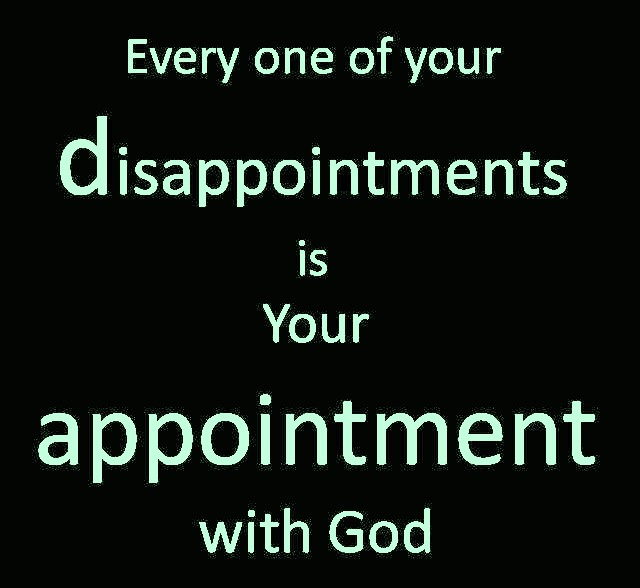 Every one of your
disappointments
is
Your
appointment
with God